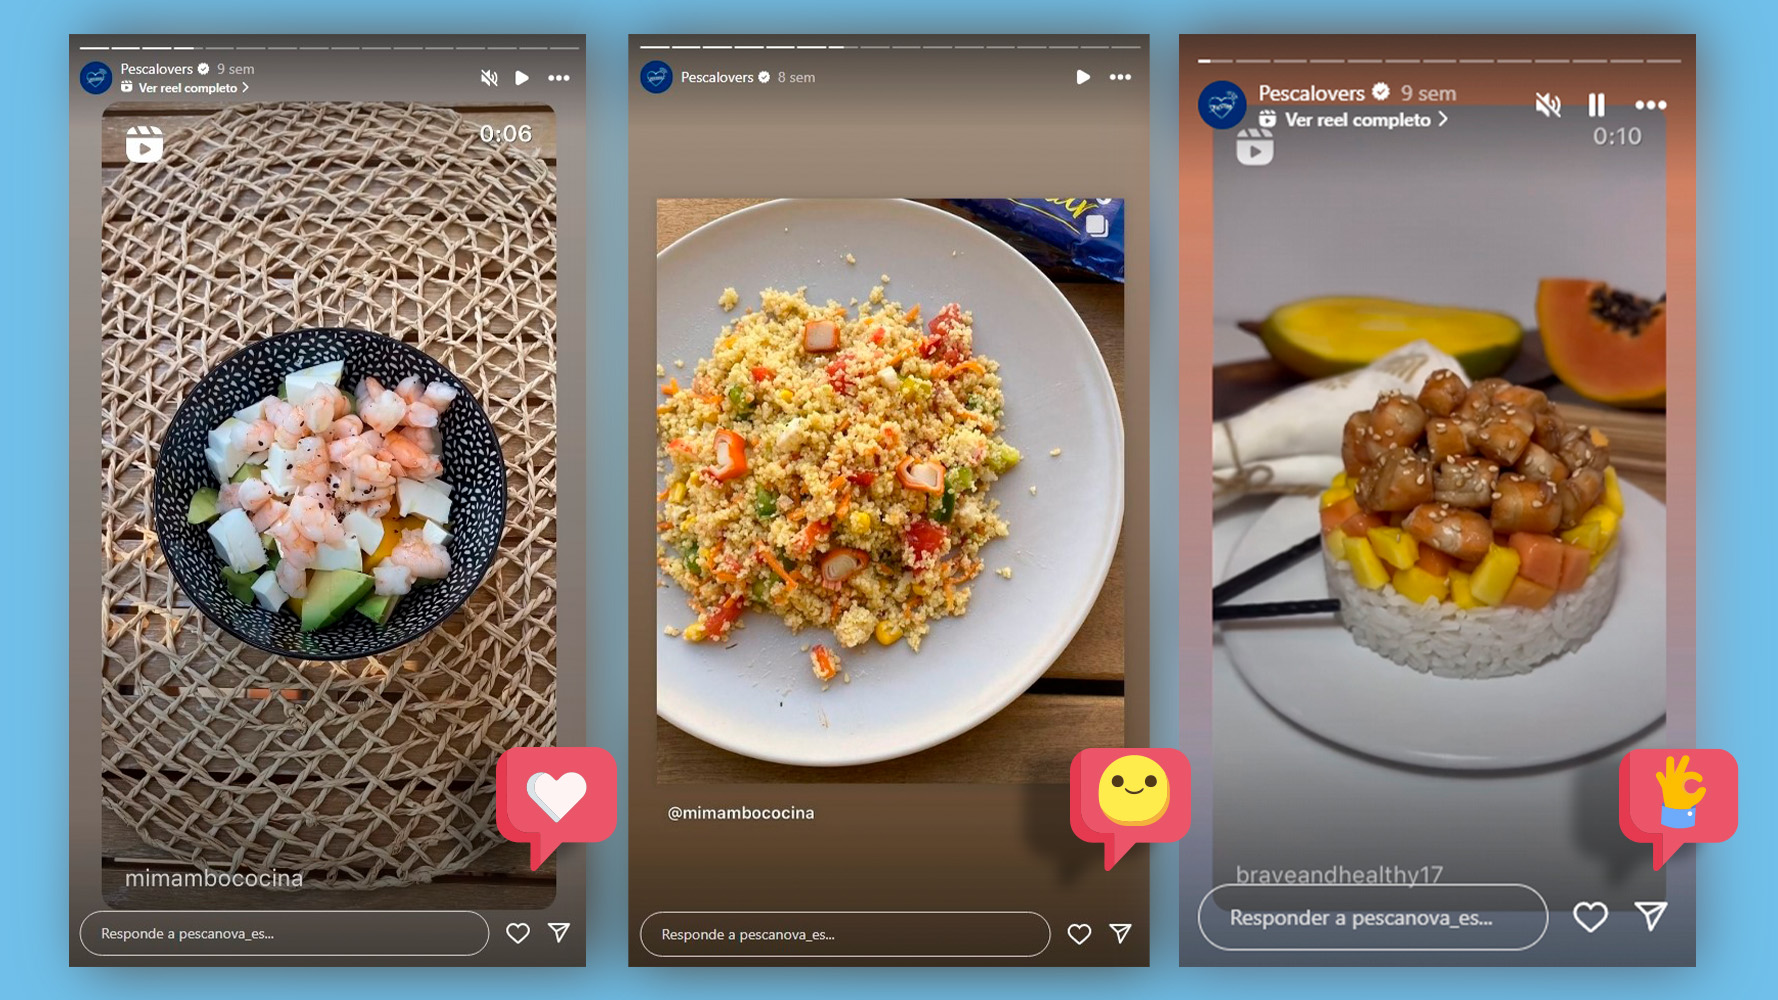 Pescalovers 9 sem
Ver reel completo
0:06
mimambococina
Responde a pescanova_es...
Pescalovers 8 sem
@mimambococina
Responde a pescanova_es...
Pescalovers 9 sem
Ver reel completo
0:10
braveandhealthy17
Responder a pescanova_es...